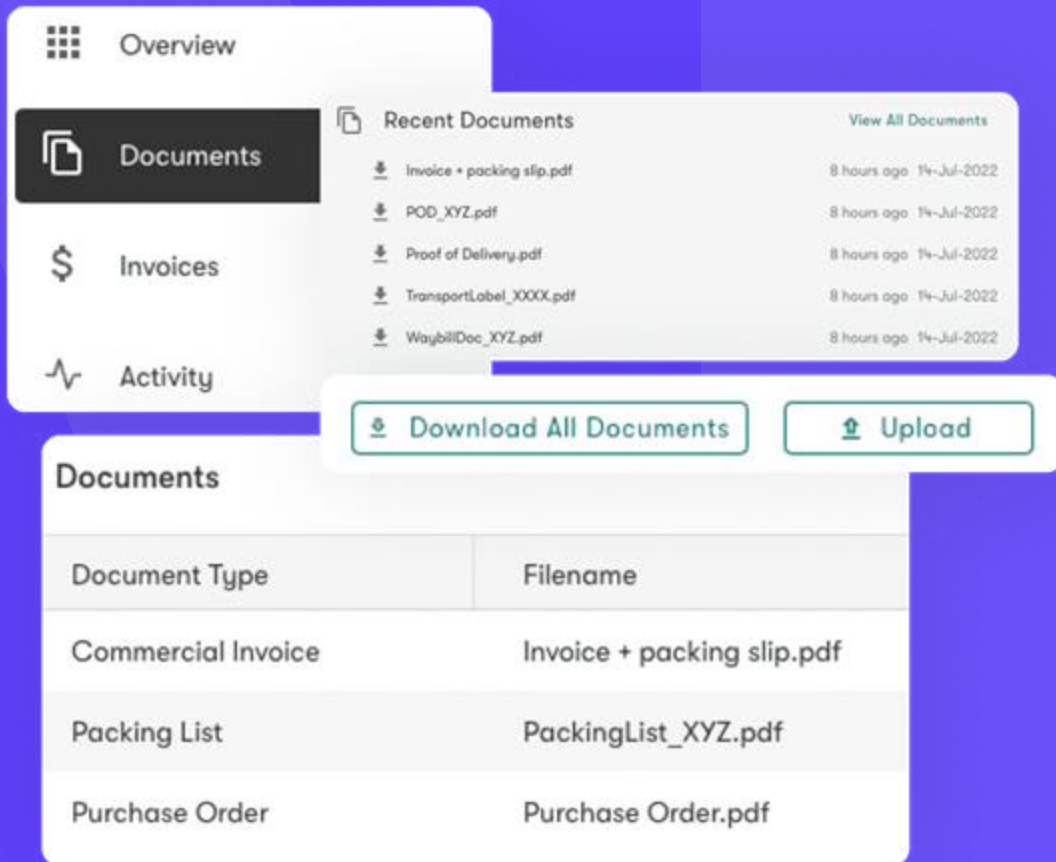 Overview
Documents
Invoices
Activity
Recent Documents View All Documents
Invoice + packing slip.pdf 8 hours ago 14-Jul-2022
POD_XYZ.pdf 8 hours ago 14-Jul-2022
Proof of Delivery.pdf 8 hours ago 14-Jul-2022
TransportLabel_XXXX.pdf 8 hours ago 14-Jul-2022
WaybillDoc_XYZ.pdf 8 hours ago 14-Jul-2022
Download All Documents Upload
Documents
Document Type Filename
Commercial Invoice Invoice + packing slip.pdf
Packing List PackingList_XYZ.pdf
Purchase Order Purchase Order.pdf